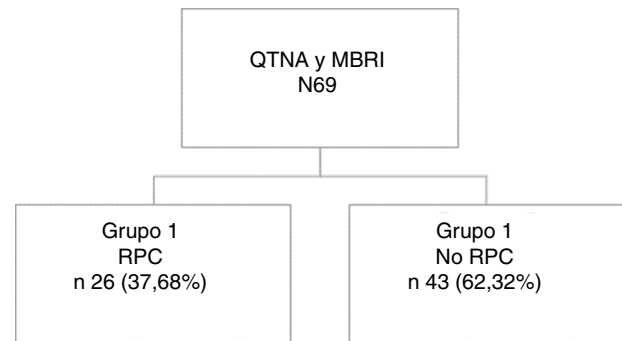 QTNA y MBRI
N69
Grupo 1
RPC
n 26 (37,68%)
Grupo 1
No RPC
n 43 (62,32%)